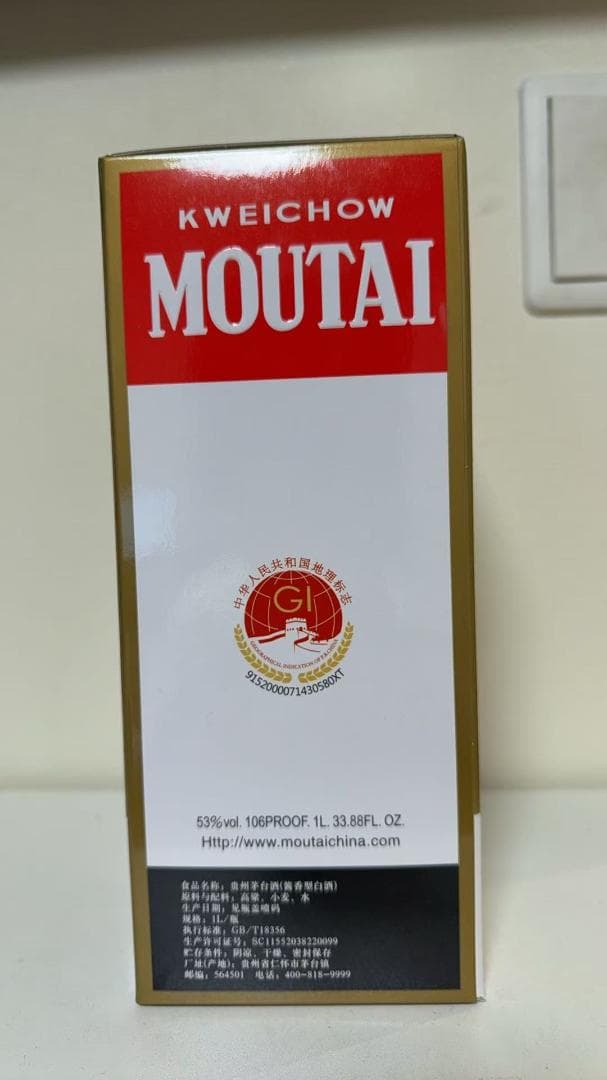 KWEICHOW
MOUTAI
中华人民共和国地理标志
GI
GEOGRAPHICAL INDICATION OF P.R.CHINA
9152000071430580XT
53%vol. 106PROOF. 1L. 33.88FL. OZ.
Http://www.moutaichina.com
食品名称：贵州茅台酒(酱香型白酒)
原料与配料：高粱、小麦、水
生产日期：见瓶盖喷码
规格：1L/瓶
执行标准：GB/T18356
生产许可证号：SC11552038220099
贮存条件：阴凉、干燥、密封保存
厂址(产地)：贵州省仁怀市茅台镇
邮编：564501 电话：400-818-9999